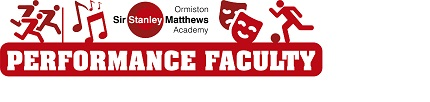 Ormiston
Sir Stanley Matthews
Academy
PERFORMANCE FACULTY